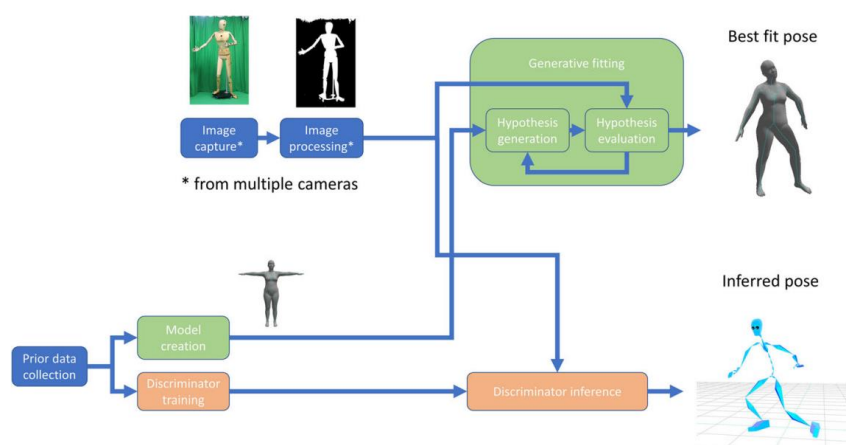 Best fit pose
Generative fitting
Image
capture*
Image
processing*
Hypothesis
generation
Hypothesis
evaluation
* from multiple cameras
Inferred pose
Model
creation
Prior data
collection
Discriminator
training
Discriminator inference